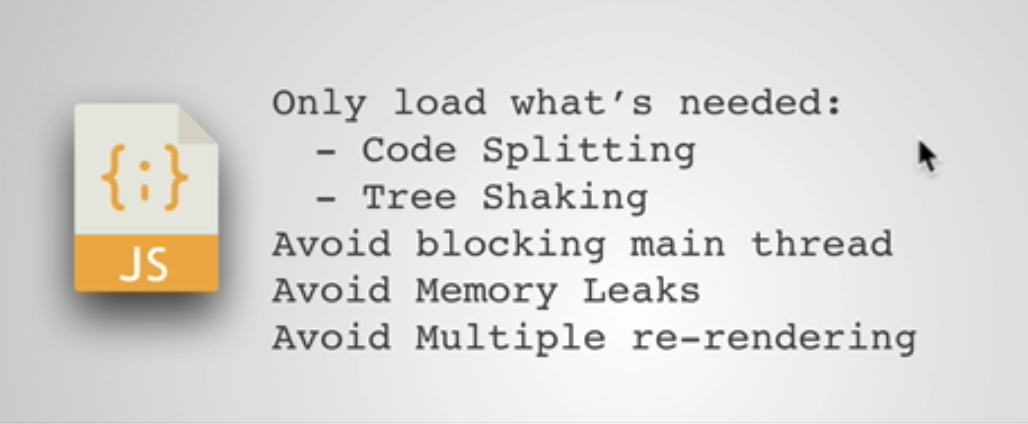 Only load what's needed:
- Code Splitting
- Tree Shaking
Avoid blocking main thread
Avoid Memory Leaks
Avoid Multiple re-rendering
{;}
JS